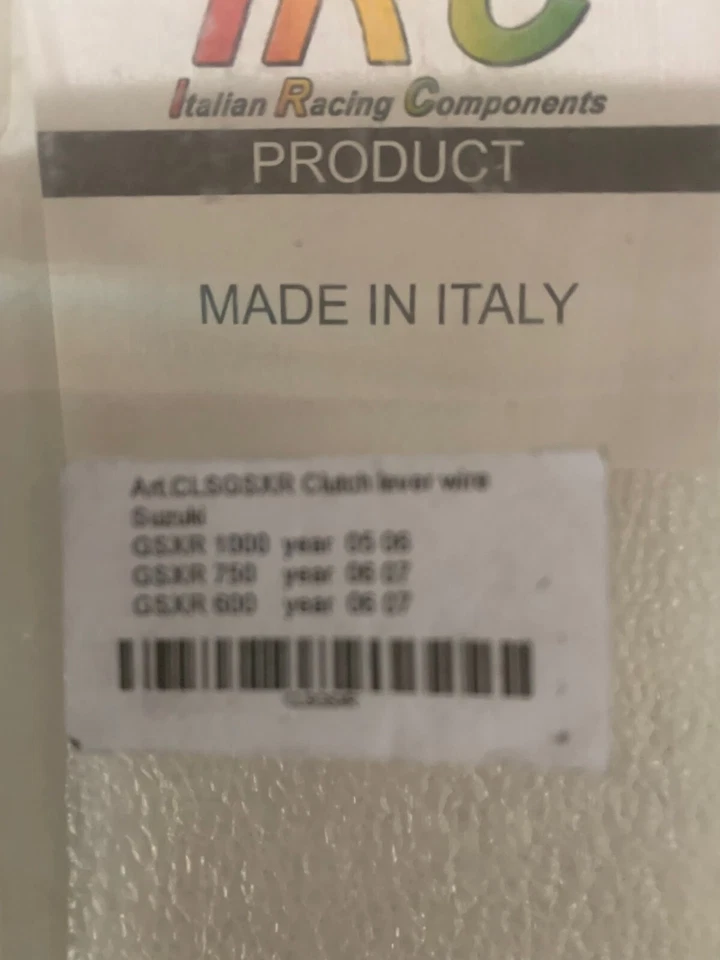 IRC
Italian Racing Components
PRODUCT
MADE IN ITALY
Art.CLSGSXR Clutch lever wire
Suzuki
GSXR 1000 year 05 06
GSXR 750 year 06 07
GSXR 600 year 06 07